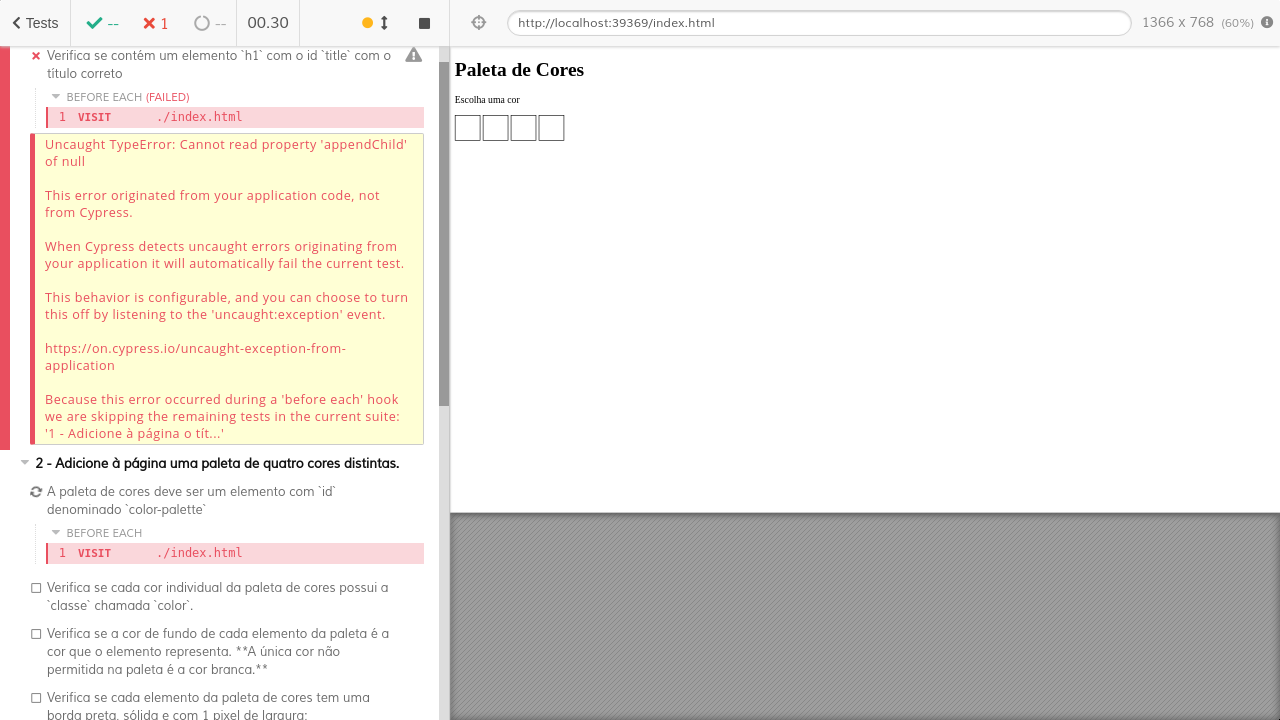 Tests
--
1
--
00.30
http://localhost:39369/index.html
1366 x 768 (60%)
Verifica se contém um elemento `h1` com o id `title` com o
título correto
BEFORE EACH (FAILED)
1 VISIT ./index.html
Uncaught TypeError: Cannot read property 'appendChild'
of null
This error originated from your application code, not
from Cypress.
When Cypress detects uncaught errors originating from
your application it will automatically fail the current test.
This behavior is configurable, and you can choose to turn
this off by listening to the 'uncaught:exception' event.
https://on.cypress.io/uncaught-exception-from-
application
Because this error occurred during a 'before each' hook
we are skipping the remaining tests in the current suite:
'1 - Adicione à página o tít...'
2 - Adicione à página uma paleta de quatro cores distintas.
A paleta de cores deve ser um elemento com `id`
denominado `color-palette`
BEFORE EACH
1 VISIT ./index.html
Verifica se cada cor individual da paleta de cores possui a
`classe` chamada `color`.
Verifica se a cor de fundo de cada elemento da paleta é a
cor que o elemento representa. **A única cor não
permitida na paleta é a cor branca.**
Verifica se cada elemento da paleta de cores tem uma
borda preta, sólida e com 1 pixel de largura;
Paleta de Cores
Escolha uma cor